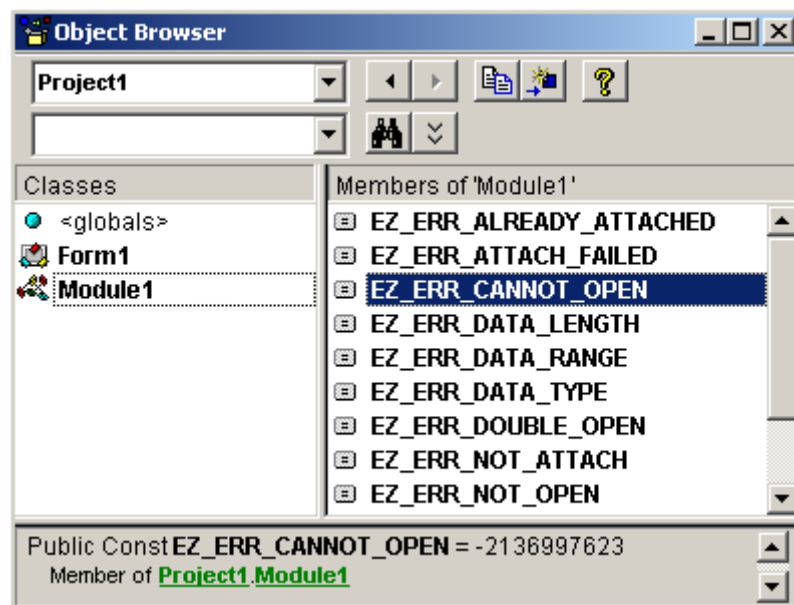 Object Browser
Project1
Classes
Members of 'Module1'
<globals>
Form1
Module1
EZ_ERR_ALREADY_ATTACHED
EZ_ERR_ATTACH_FAILED
EZ_ERR_CANNOT_OPEN
EZ_ERR_DATA_LENGTH
EZ_ERR_DATA_RANGE
EZ_ERR_DATA_TYPE
EZ_ERR_DOUBLE_OPEN
EZ_ERR_NOT_ATTACH
EZ_ERR_NOT_OPEN
Public Const EZ_ERR_CANNOT_OPEN = -2136997623
Member of Project1.Module1